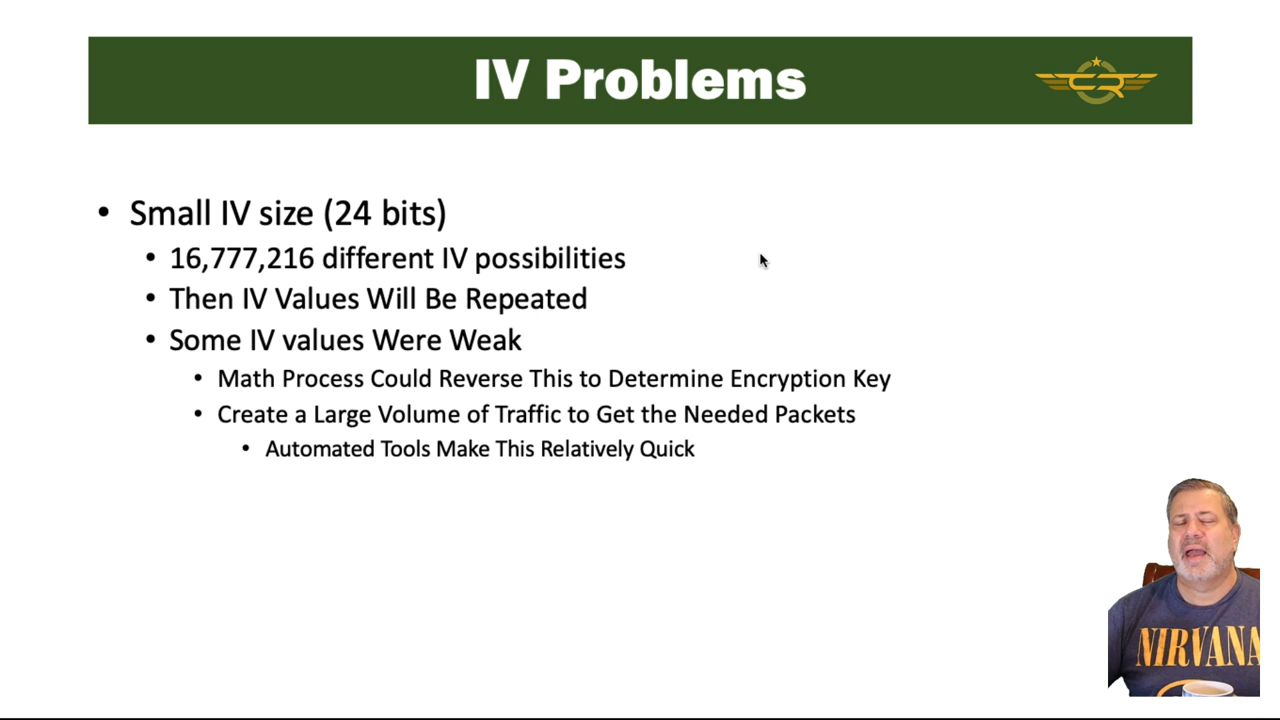 IV Problems
CR
• Small IV size (24 bits)
• 16,777,216 different IV possibilities
• Then IV Values Will Be Repeated
• Some IV values Were Weak
• Math Process Could Reverse This to Determine Encryption Key
• Create a Large Volume of Traffic to Get the Needed Packets
• Automated Tools Make This Relatively Quick
NIRVANA